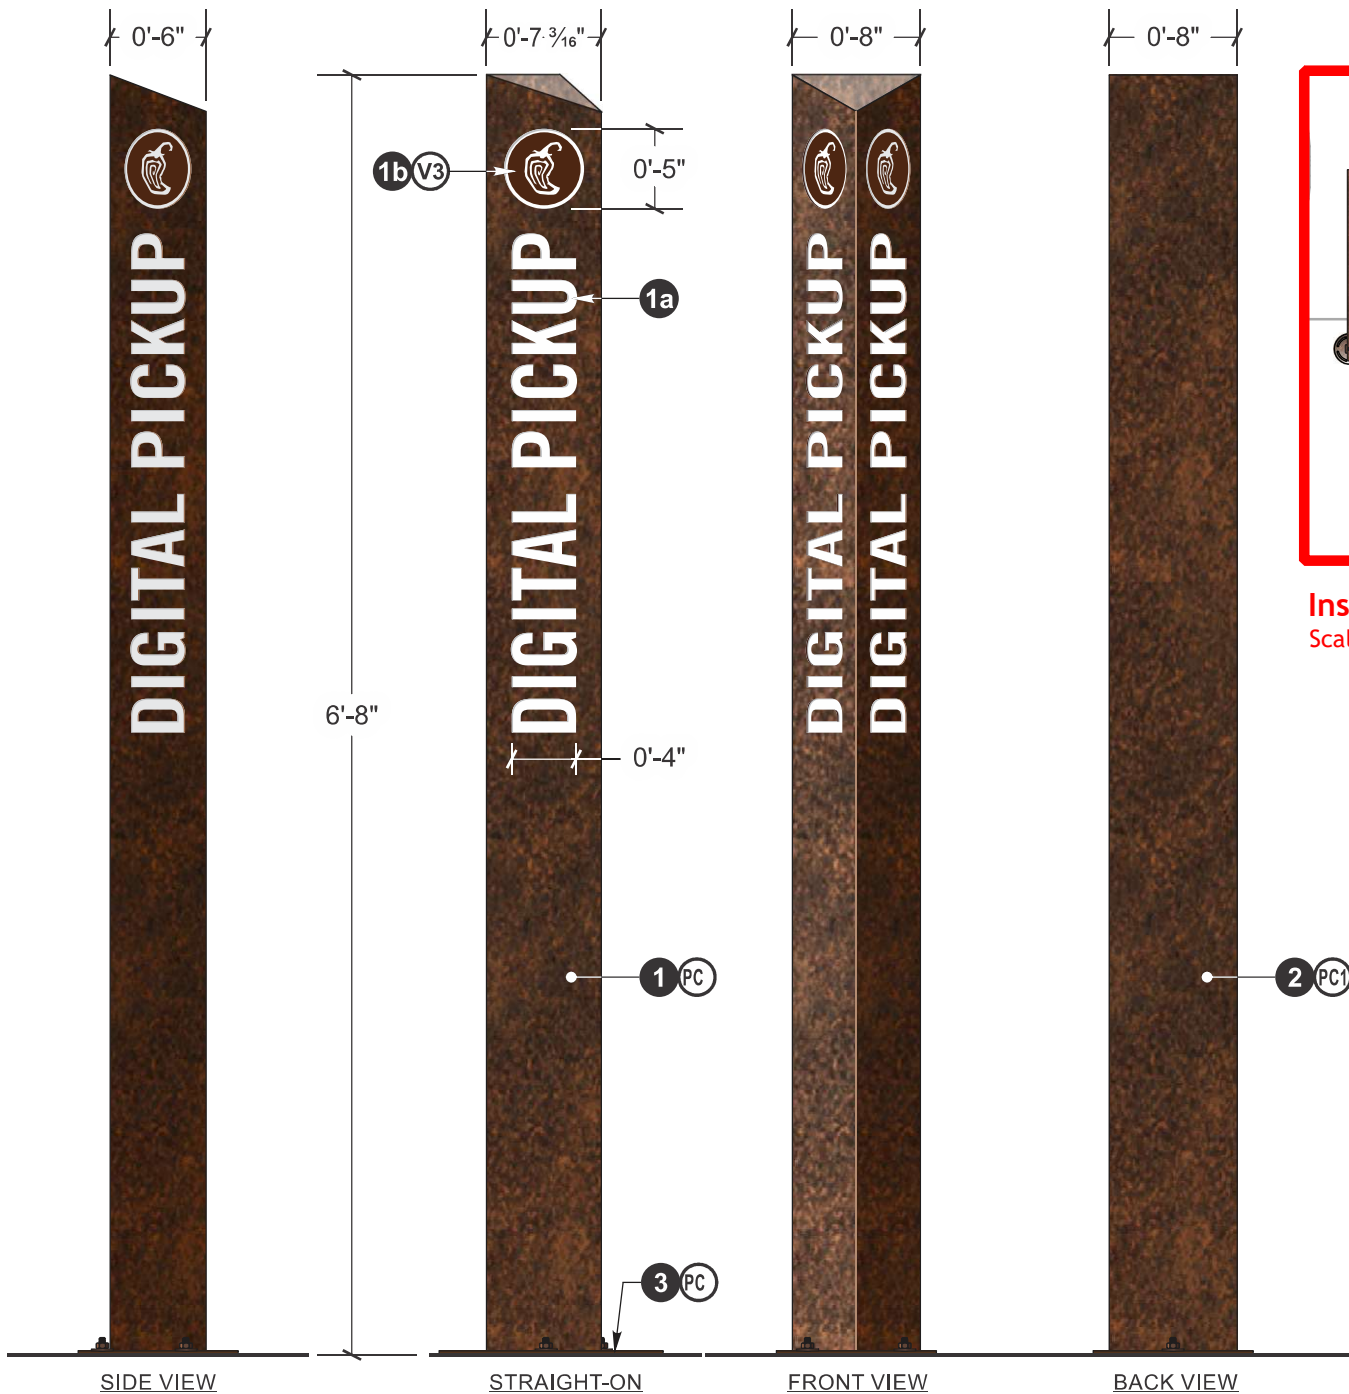 0'-6"
0'-7 3/16"
0'-8"
0'-8"
1b V3
0'-5"
1a
DIGITAL PICKUP
DIGITAL PICKUP
DIGITAL PICKUP
DIGITAL PICKUP
6'-8"
0'-4"
1 PC
2 PC1
3 PC
SIDE VIEW
STRAIGHT-ON
FRONT VIEW
BACK VIEW